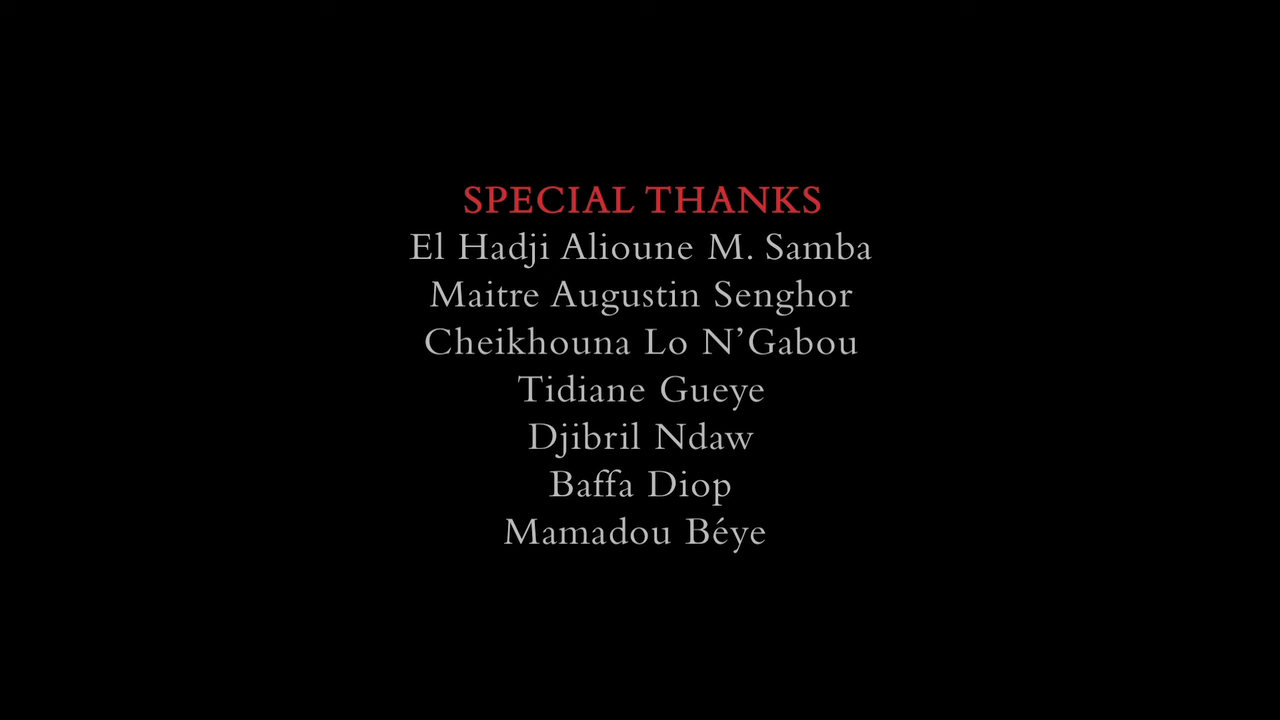 SPECIAL THANKS
El Hadji Alioune M. Samba
Maitre Augustin Senghor
Cheikhouna Lo N’Gabou
Tidiane Gueye
Djibril Ndaw
Baffa Diop
Mamadou Béye